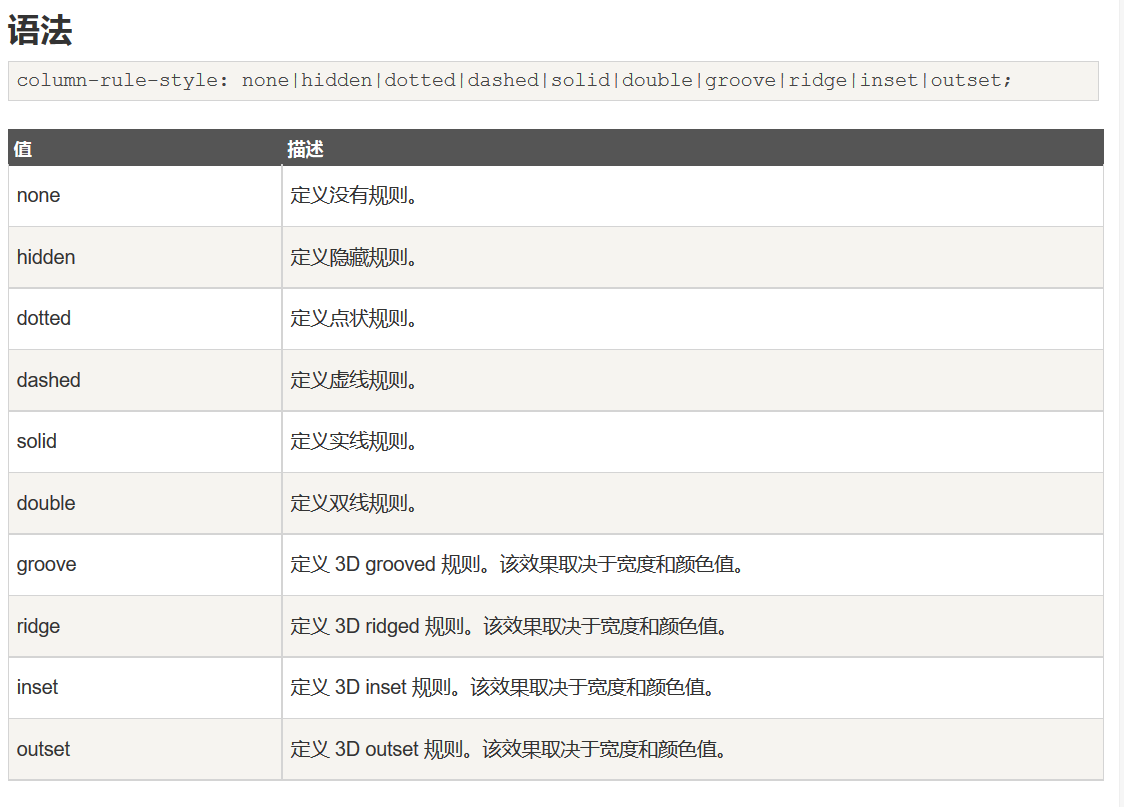 语法
column-rule-style: none|hidden|dotted|dashed|solid|double|groove|ridge|inset|outset;
值 描述
none 定义没有规则。
hidden 定义隐藏规则。
dotted 定义点状规则。
dashed 定义虚线规则。
solid 定义实线规则。
double 定义双线规则。
groove 定义 3D grooved 规则。该效果取决于宽度和颜色值。
ridge 定义 3D ridged 规则。该效果取决于宽度和颜色值。
inset 定义 3D inset 规则。该效果取决于宽度和颜色值。
outset 定义 3D outset 规则。该效果取决于宽度和颜色值。